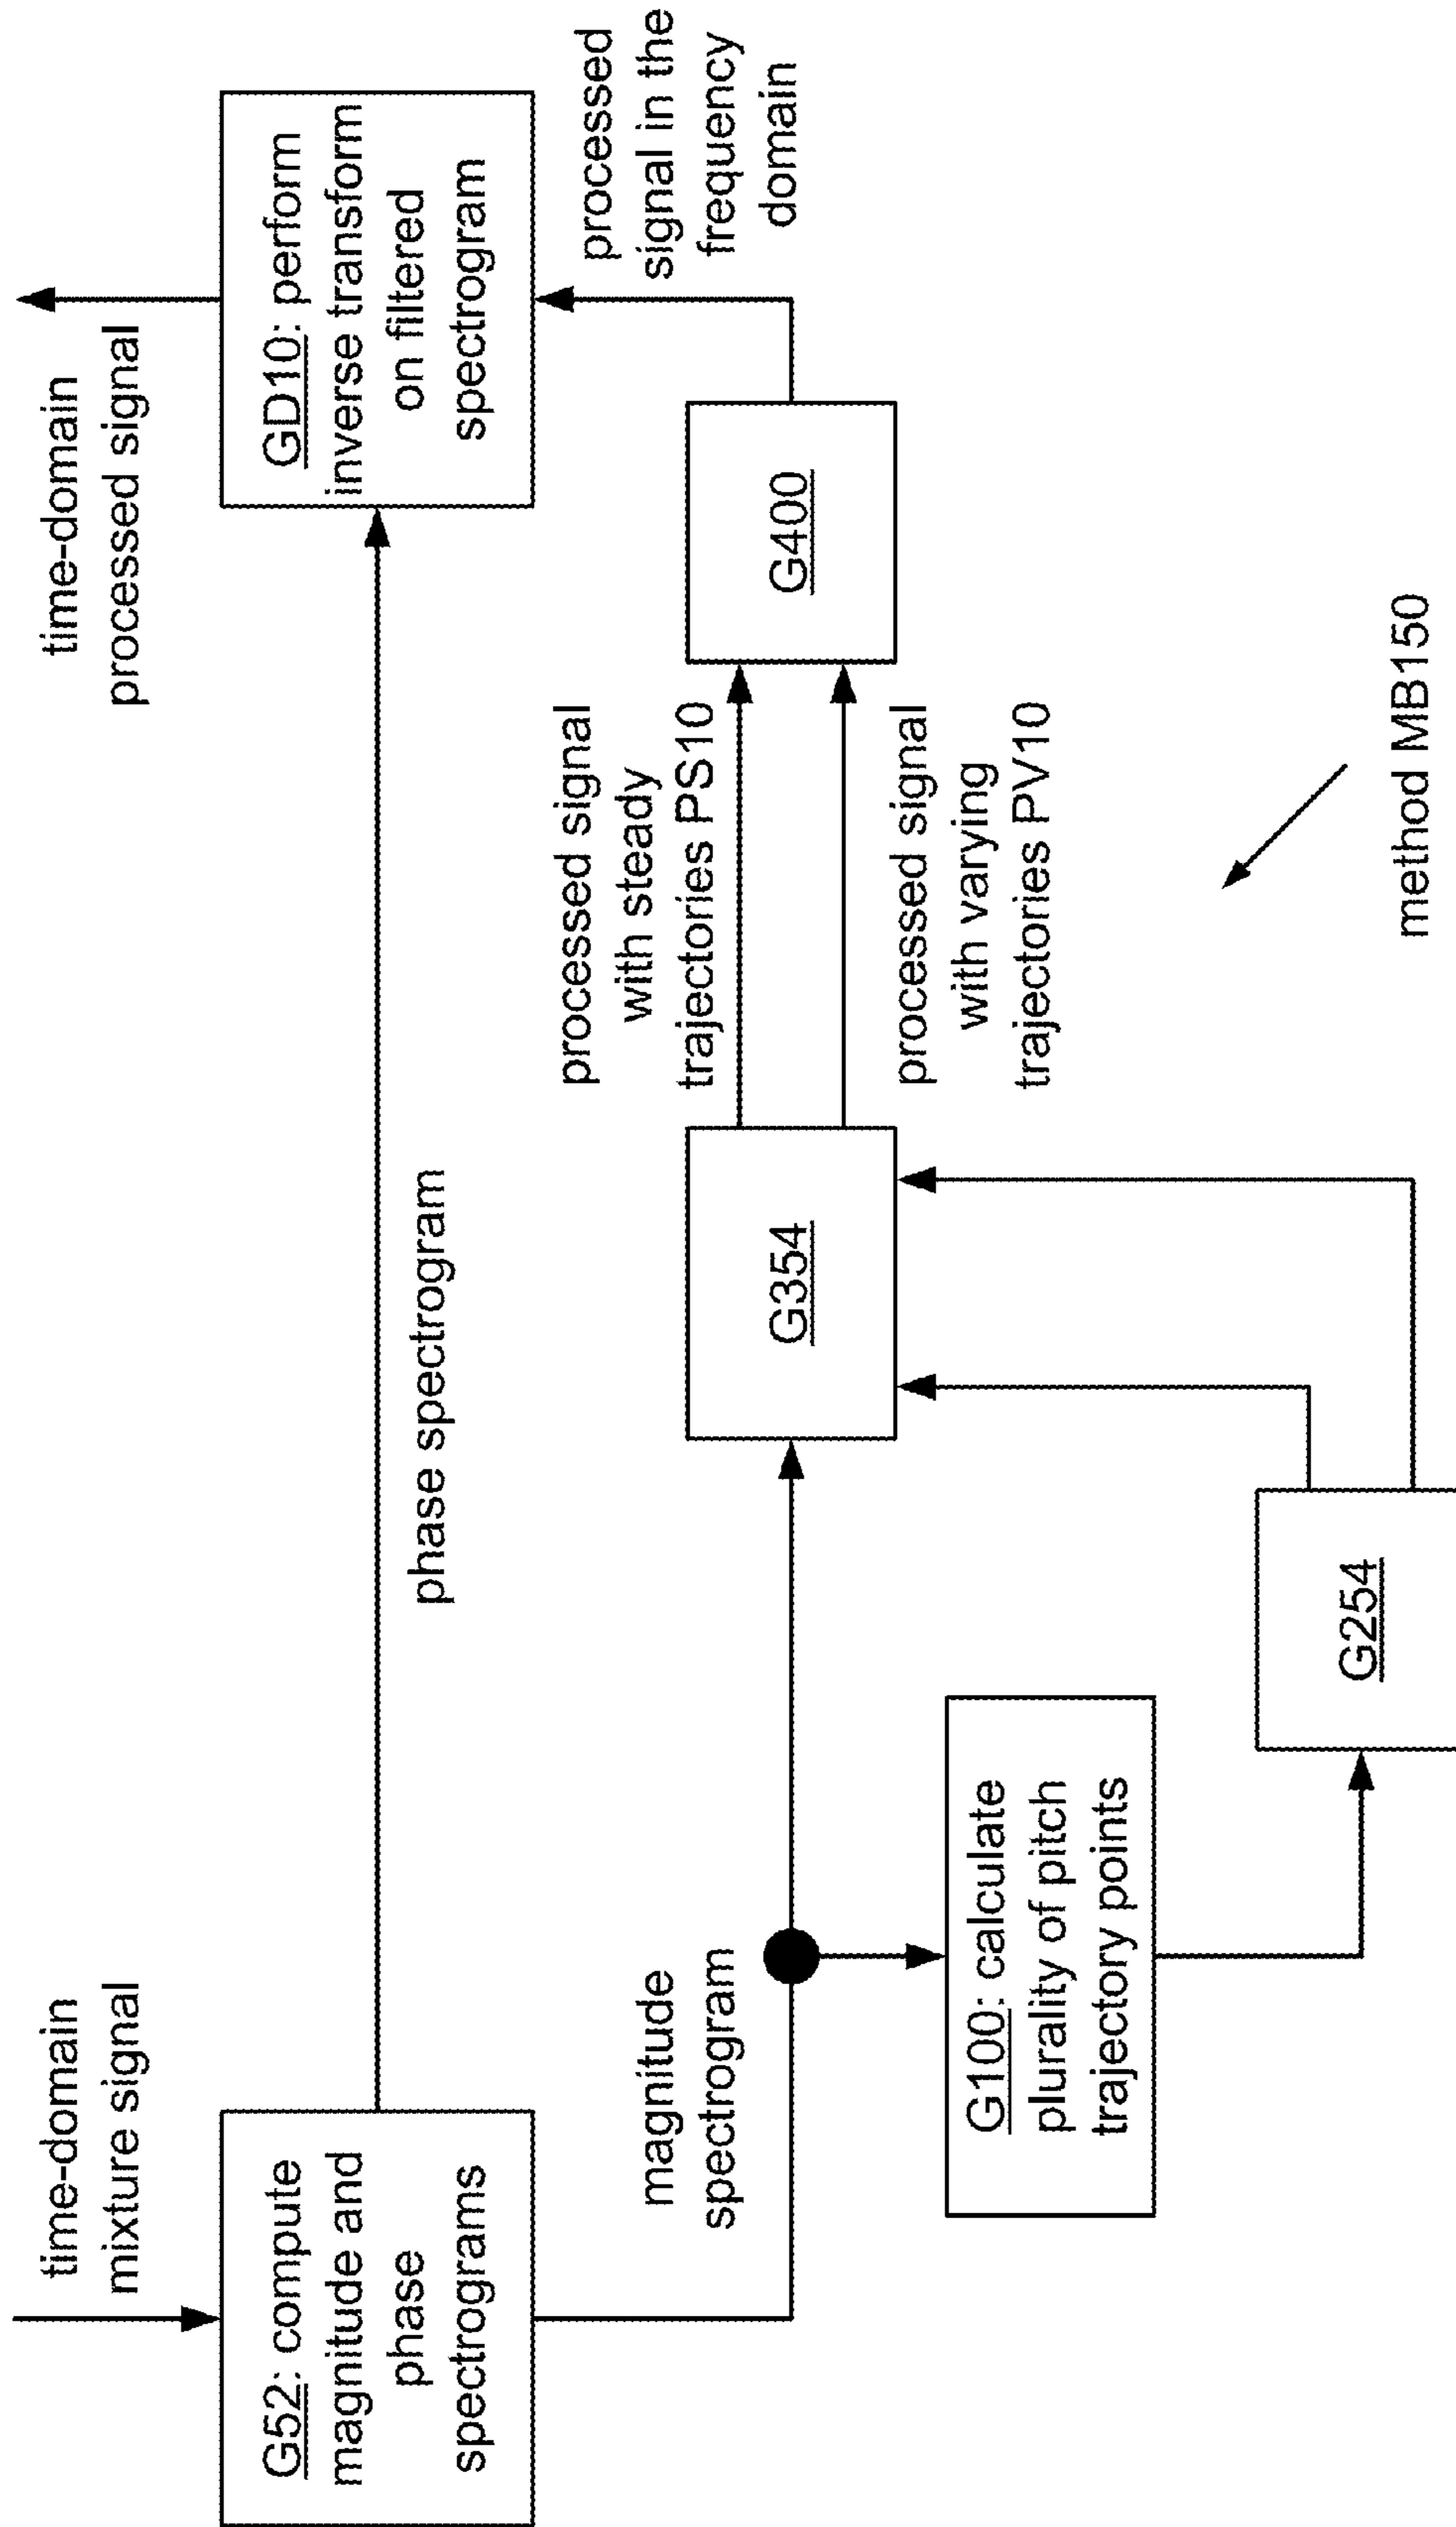 time-domain
mixture signal
G52: compute
magnitude and
phase
spectrograms
phase spectrogram
time-domain
processed signal
GD10: perform
inverse transform
on filtered
spectrogram
magnitude
spectrogram
G100: calculate
plurality of pitch
trajectory points
G254
G354
processed signal
with steady
trajectories PS10
processed signal
with varying
trajectories PV10
G400
processed
signal in the
frequency
domain
method MB150